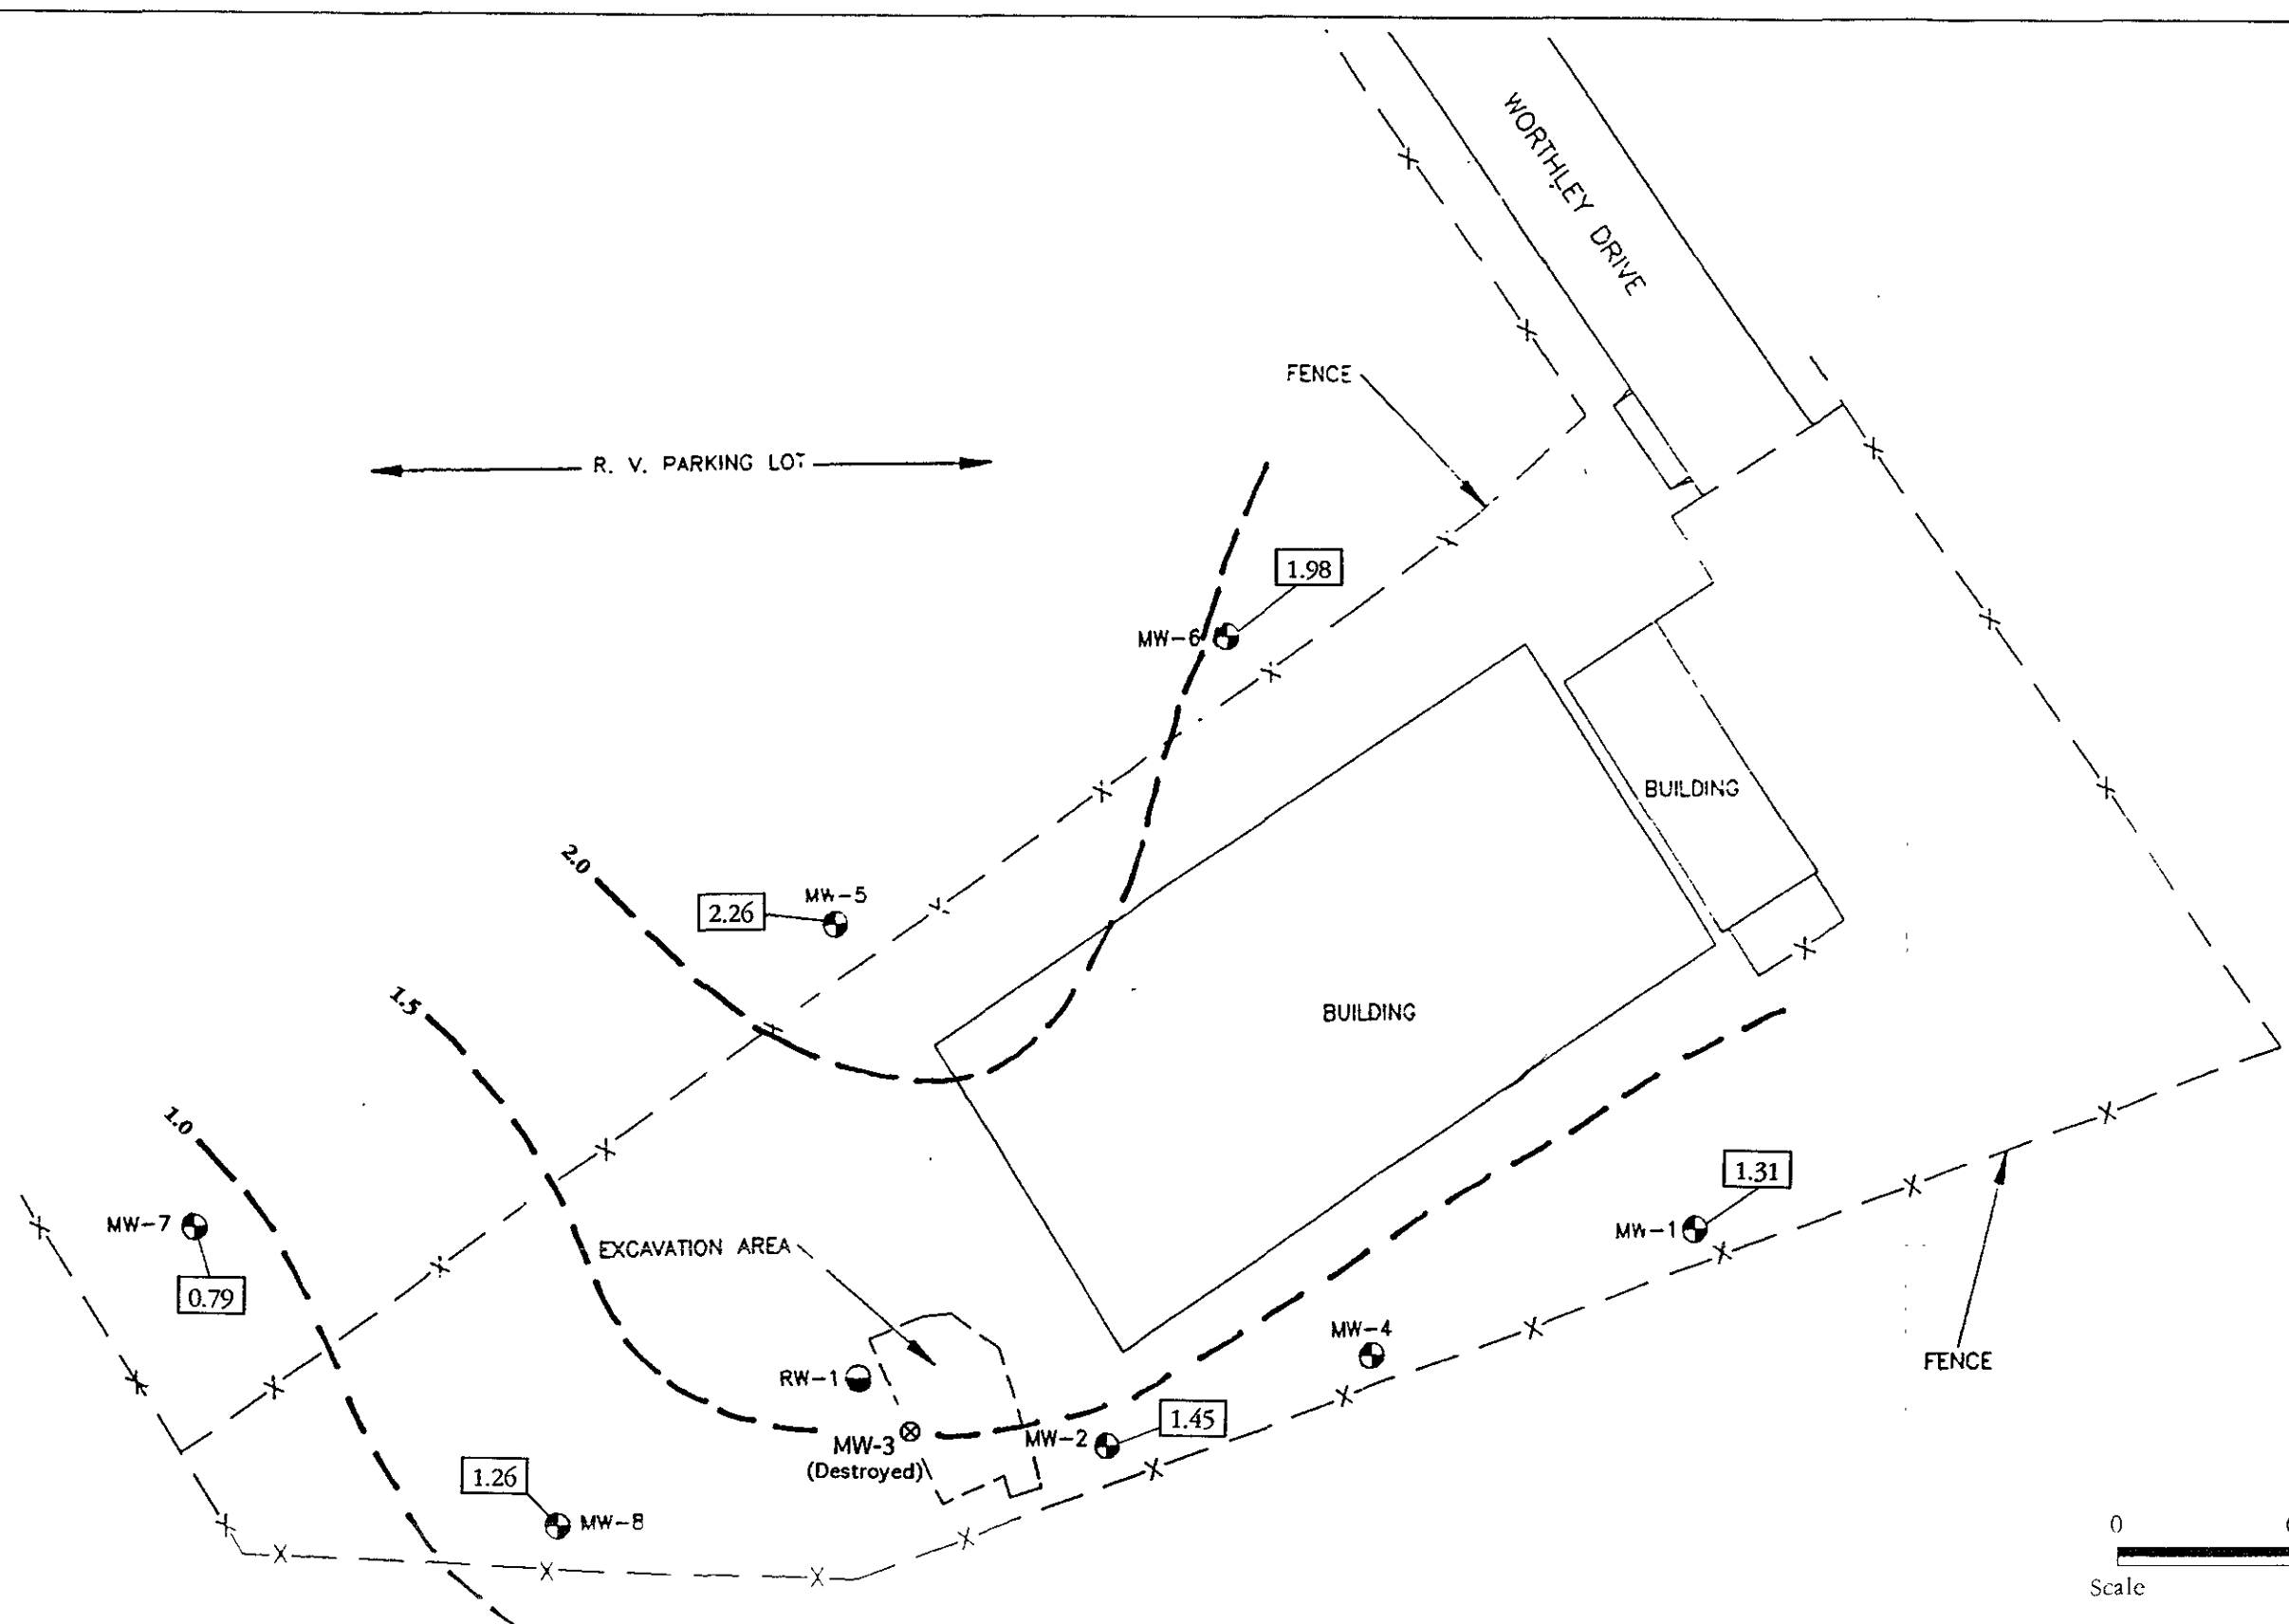 WORTHLEY DRIVE
FENCE
R. V. PARKING LOT
1.98
MW-6
BUILDING
2.0
MW-5
2.26
1.5
BUILDING
1.0
1.31
MW-7
MW-1
EXCAVATION AREA
0.79
MW-4
FENCE
RW-1
1.45
MW-3
MW-2
(Destroyed)
1.26
MW-8
0
Scale